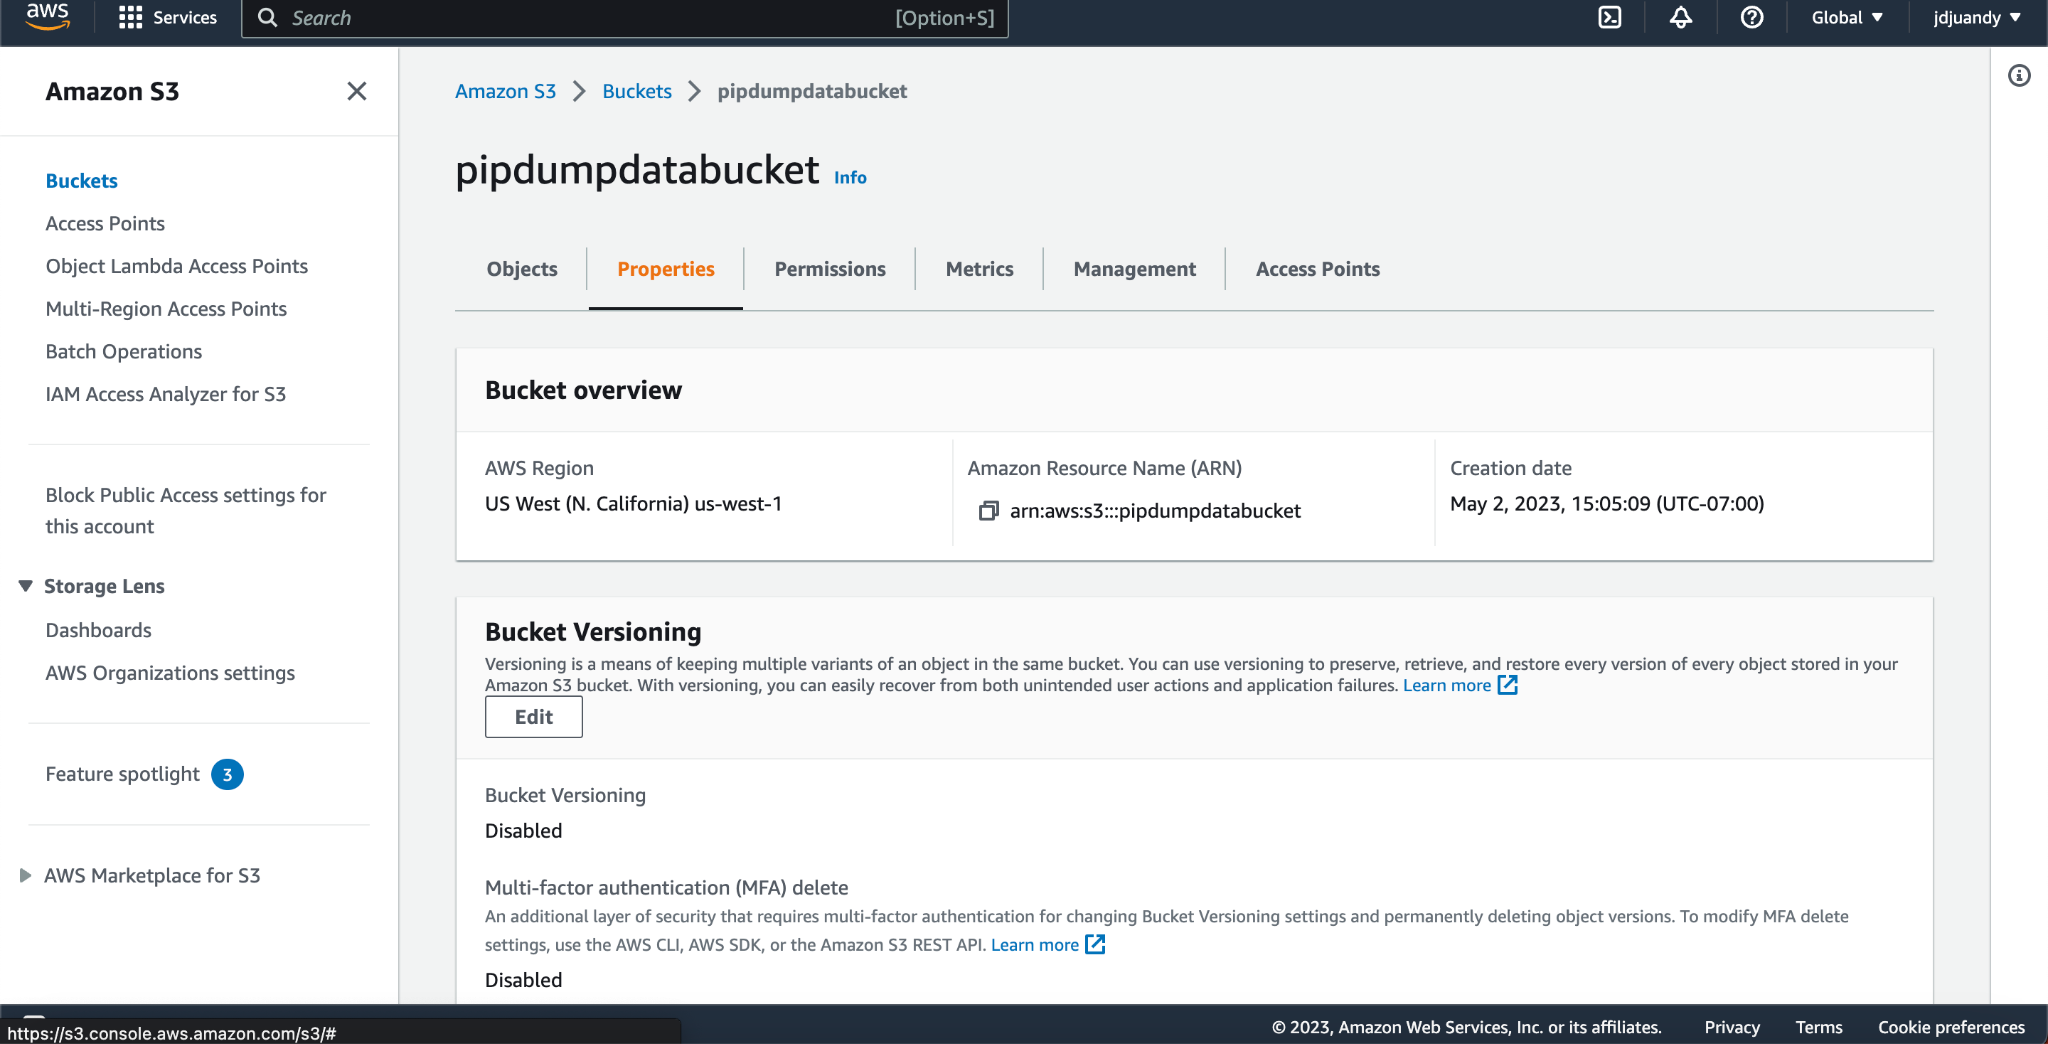 aws
Services
Search
[Option+S]
Global
jdjuandy
Amazon S3
Buckets
Access Points
Object Lambda Access Points
Multi-Region Access Points
Batch Operations
IAM Access Analyzer for S3
Block Public Access settings for
this account
Storage Lens
Dashboards
AWS Organizations settings
Feature spotlight 3
AWS Marketplace for S3
Amazon S3 > Buckets > pipdumpdatabucket
pipdumpdatabucket Info
Objects
Properties
Permissions
Metrics
Management
Access Points
Bucket overview
AWS Region
US West (N. California) us-west-1
Amazon Resource Name (ARN)
arn:aws:s3:::pipdumpdatabucket
Creation date
May 2, 2023, 15:05:09 (UTC-07:00)
Bucket Versioning
Versioning is a means of keeping multiple variants of an object in the same bucket. You can use versioning to preserve, retrieve, and restore every version of every object stored in your
Amazon S3 bucket. With versioning, you can easily recover from both unintended user actions and application failures. Learn more
Edit
Bucket Versioning
Disabled
Multi-factor authentication (MFA) delete
An additional layer of security that requires multi-factor authentication for changing Bucket Versioning settings and permanently deleting object versions. To modify MFA delete
settings, use the AWS CLI, AWS SDK, or the Amazon S3 REST API. Learn more
Disabled
https://s3.console.aws.amazon.com/s3/#
© 2023, Amazon Web Services, Inc. or its affiliates.
Privacy
Terms
Cookie preferences